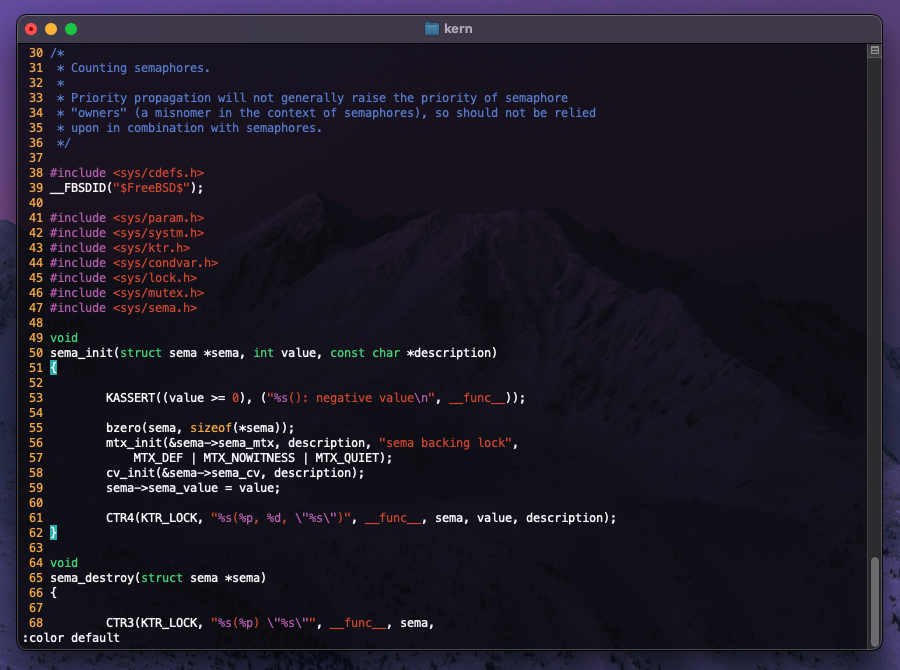 kern
30 /*
31  * Counting semaphores.
32  *
33  * Priority propagation will not generally raise the priority of semaphore
34  * "owners" (a misnomer in the context of semaphores), so should not be relied
35  * upon in combination with semaphores.
36  */
37
38 #include <sys/cdefs.h>
39 __FBSDID("$FreeBSD$");
40
41 #include <sys/param.h>
42 #include <sys/systm.h>
43 #include <sys/ktr.h>
44 #include <sys/condvar.h>
45 #include <sys/lock.h>
46 #include <sys/mutex.h>
47 #include <sys/sema.h>
48
49 void
50 sema_init(struct sema *sema, int value, const char *description)
51 {
52
53         KASSERT((value >= 0), ("%s(): negative value\n", __func__));
54
55         bzero(sema, sizeof(*sema));
56         mtx_init(&sema->sema_mtx, description, "sema backing lock",
57             MTX_DEF | MTX_NOWITNESS | MTX_QUIET);
58         cv_init(&sema->sema_cv, description);
59         sema->sema_value = value;
60
61         CTR4(KTR_LOCK, "%s(%p, %d, \"%s\")", __func__, sema, value, description);
62 }
63
64 void
65 sema_destroy(struct sema *sema)
66 {
67
68         CTR3(KTR_LOCK, "%s(%p) \"%s\"", __func__, sema,
:color default